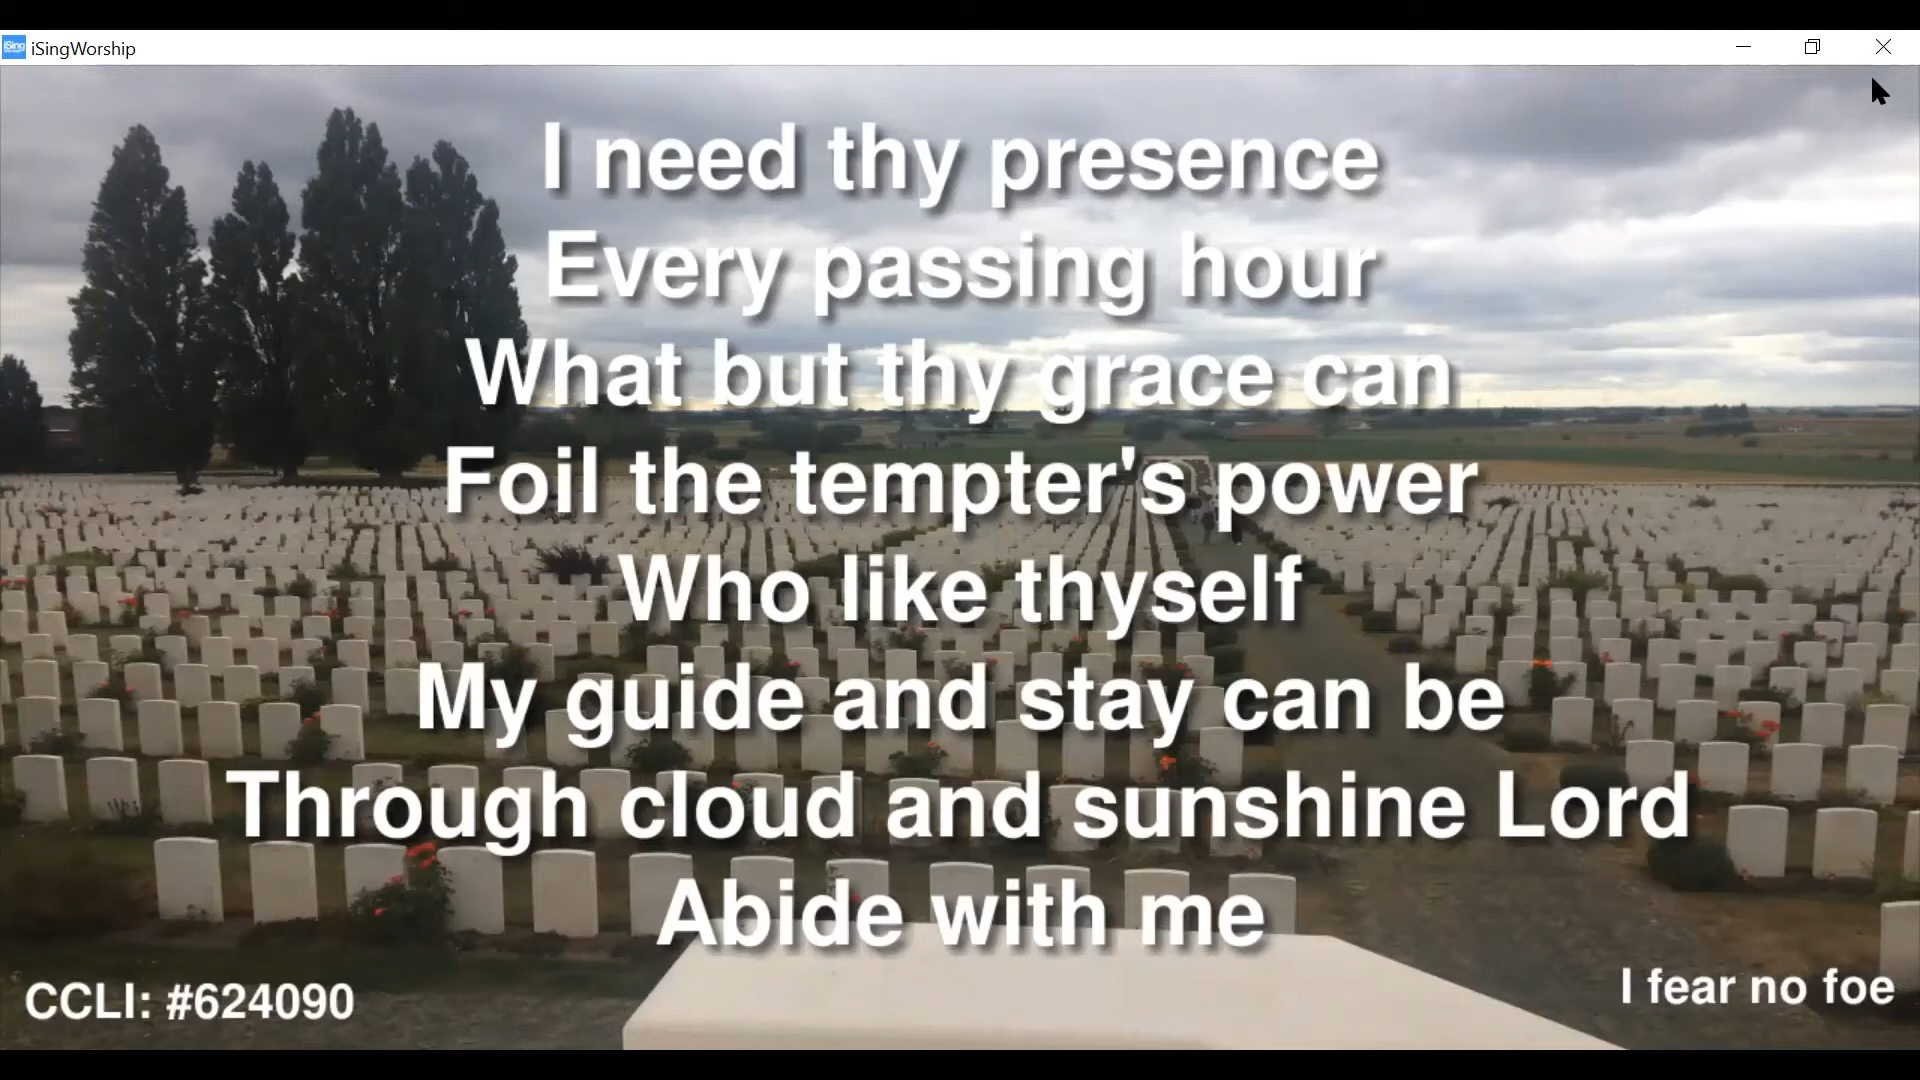 iSing
iSingWorship
I need thy presence
Every passing hour
What but thy grace can
Foil the tempter's power
Who like thyself
My guide and stay can be
Through cloud and sunshine Lord
Abide with me
CCLI: #624090
I fear no foe